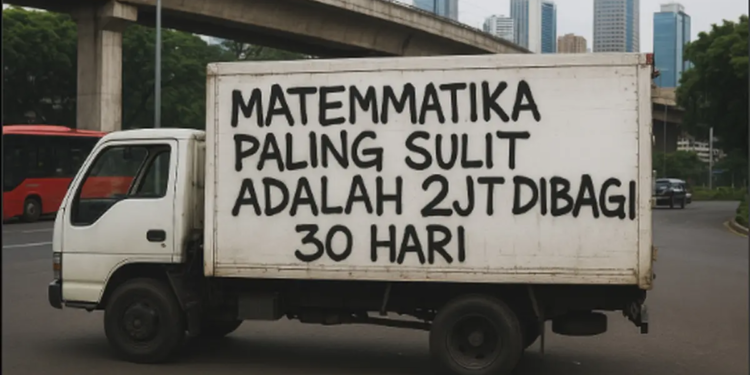 MATEMMATIKA
PALING SULIT
ADALAH 2JT DIBAGI
30 HARI